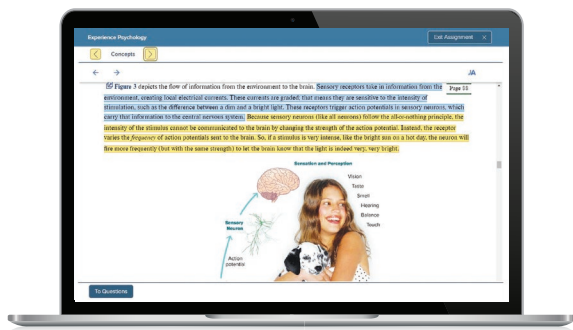 Experience Psychology
Exit Assignment X
Concepts
Page 93
Figure 3 depicts the flow of information from the environment to the brain. Sensory receptors take in information from the
environment, creating local electrical currents. These currents are graded; that means they are sensitive to the intensity of
stimulation, such as the difference between a dim and a bright light. These receptors trigger action potentials in sensory neurons, which
carry that information to the central nervous system. Because sensory neurons (like all neurons) follow the all-or-nothing principle, the
intensity of the stimulus cannot be communicated to the brain by changing the strength of the action potential. Instead, the receptor
varies the frequency of action potentials sent to the brain. So, if a stimulus is very intense, like the bright sun on a hot day, the neuron will
fire more frequently (but with the same strength) to let the brain know that the light is indeed very, very bright.
Sensation and Perception
Vision
Taste
Smell
Hearing
Balance
Touch
Sensory
Neuron
Action
potential
To Questions